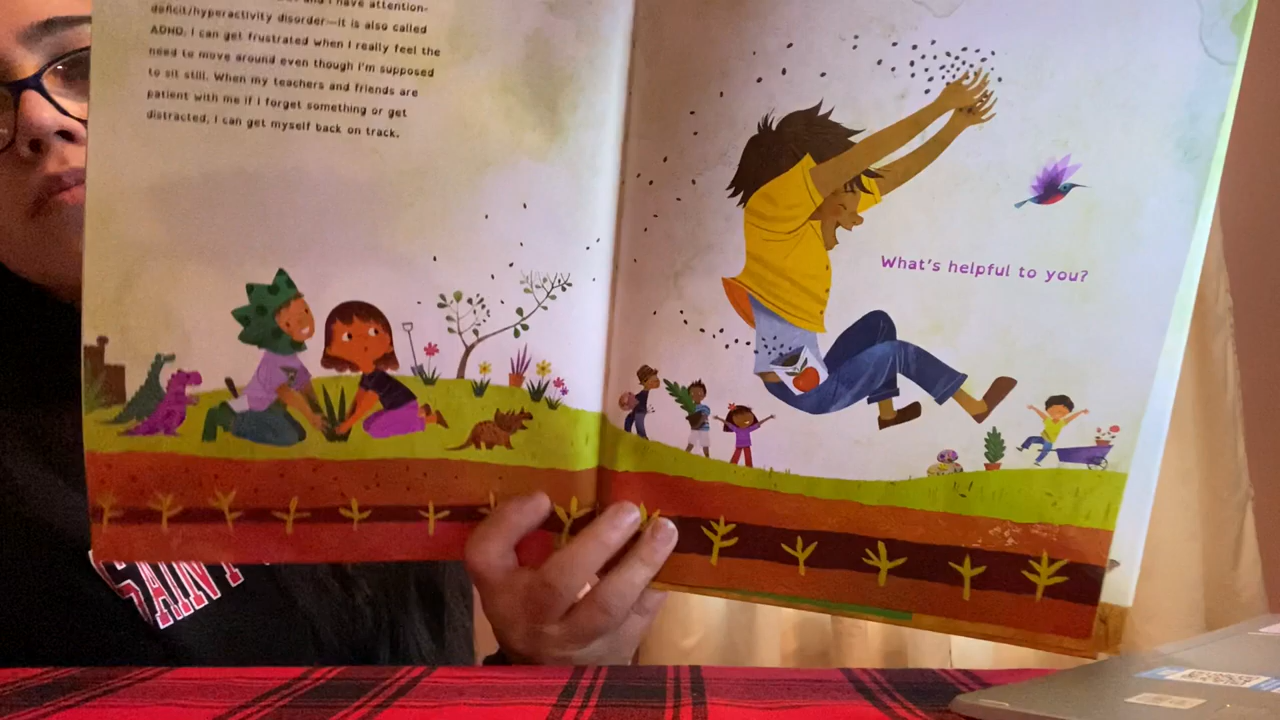 and I have attention-
deficit/hyperactivity disorder—it is also called
ADHD. I can get frustrated when I really feel the
need to move around even though I'm supposed
to sit still. When my teachers and friends are
patient with me if I forget something or get
distracted, I can get myself back on track.
What's helpful to you?
SAINT